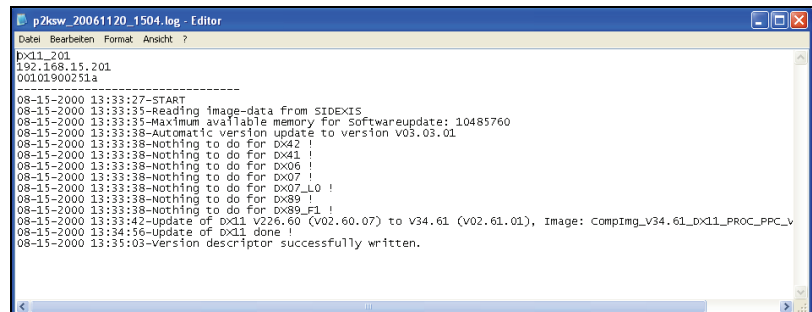 p2ksw_20061120_1504.log - Editor
Datei Bearbeiten Format Ansicht ?
DX11_201
192.168.15.201
00101900251a
----------------------------------
08-15-2000 13:33:27-START
08-15-2000 13:33:35-Reading image-data from SIDEXIS
08-15-2000 13:33:35-Maximum available memory for Softwareupdate: 10485760
08-15-2000 13:33:38-Automatic version update to version V03.03.01
08-15-2000 13:33:38-Nothing to do for DX42 !
08-15-2000 13:33:38-Nothing to do for DX41 !
08-15-2000 13:33:38-Nothing to do for DX06 !
08-15-2000 13:33:38-Nothing to do for DX07 !
08-15-2000 13:33:38-Nothing to do for DX07_L0 !
08-15-2000 13:33:38-Nothing to do for DX89 !
08-15-2000 13:33:38-Nothing to do for DX89_F1 !
08-15-2000 13:33:42-Update of DX11 V226.60 (V02.60.07) to V34.61 (V02.61.01), Image: CompImg_V34.61_DX11_PROC_PPC_V
08-15-2000 13:34:56-Update of DX11 done !
08-15-2000 13:35:03-Version descriptor successfully written.